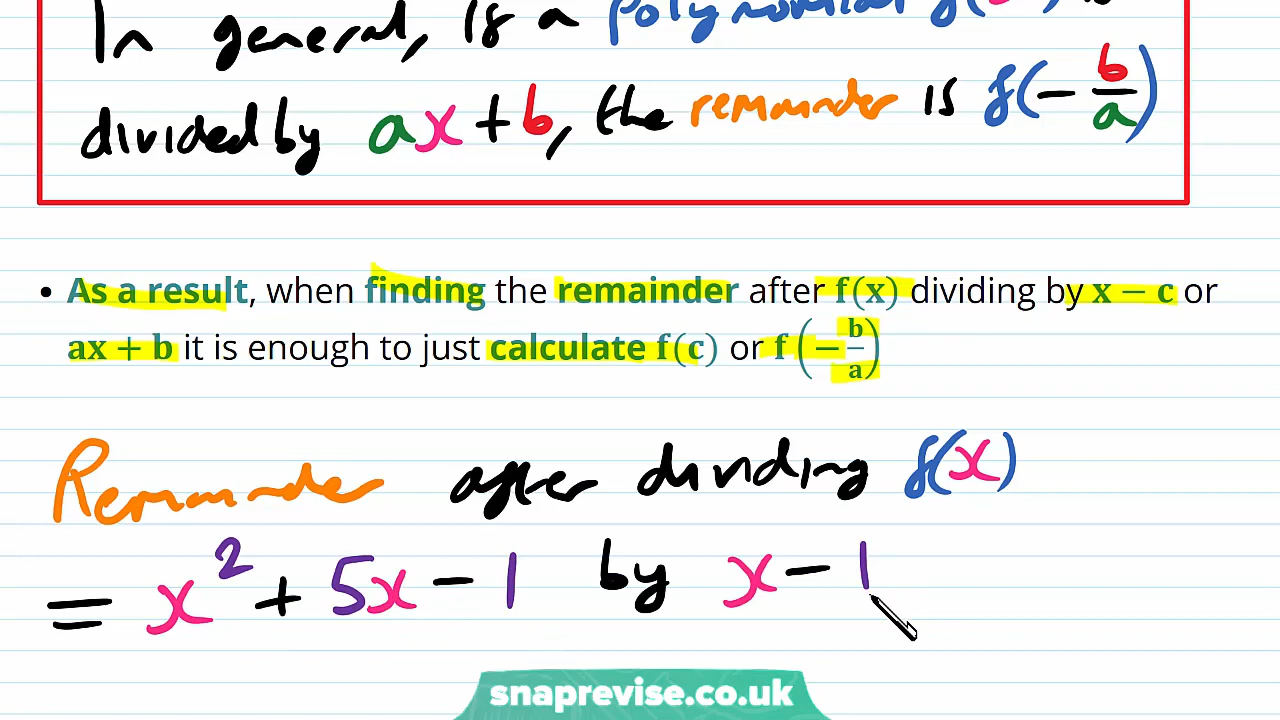 In general, if a polynomial f(x) is
divided by ax + b, the remainder is f(- b/a)
• As a result, when finding the remainder after f(x) dividing by x − c or
ax + b it is enough to just calculate f(c) or f(− b/a)
Remainder after dividing f(x)
= x² + 5x - 1 by x - 1
snaprevise.co.uk